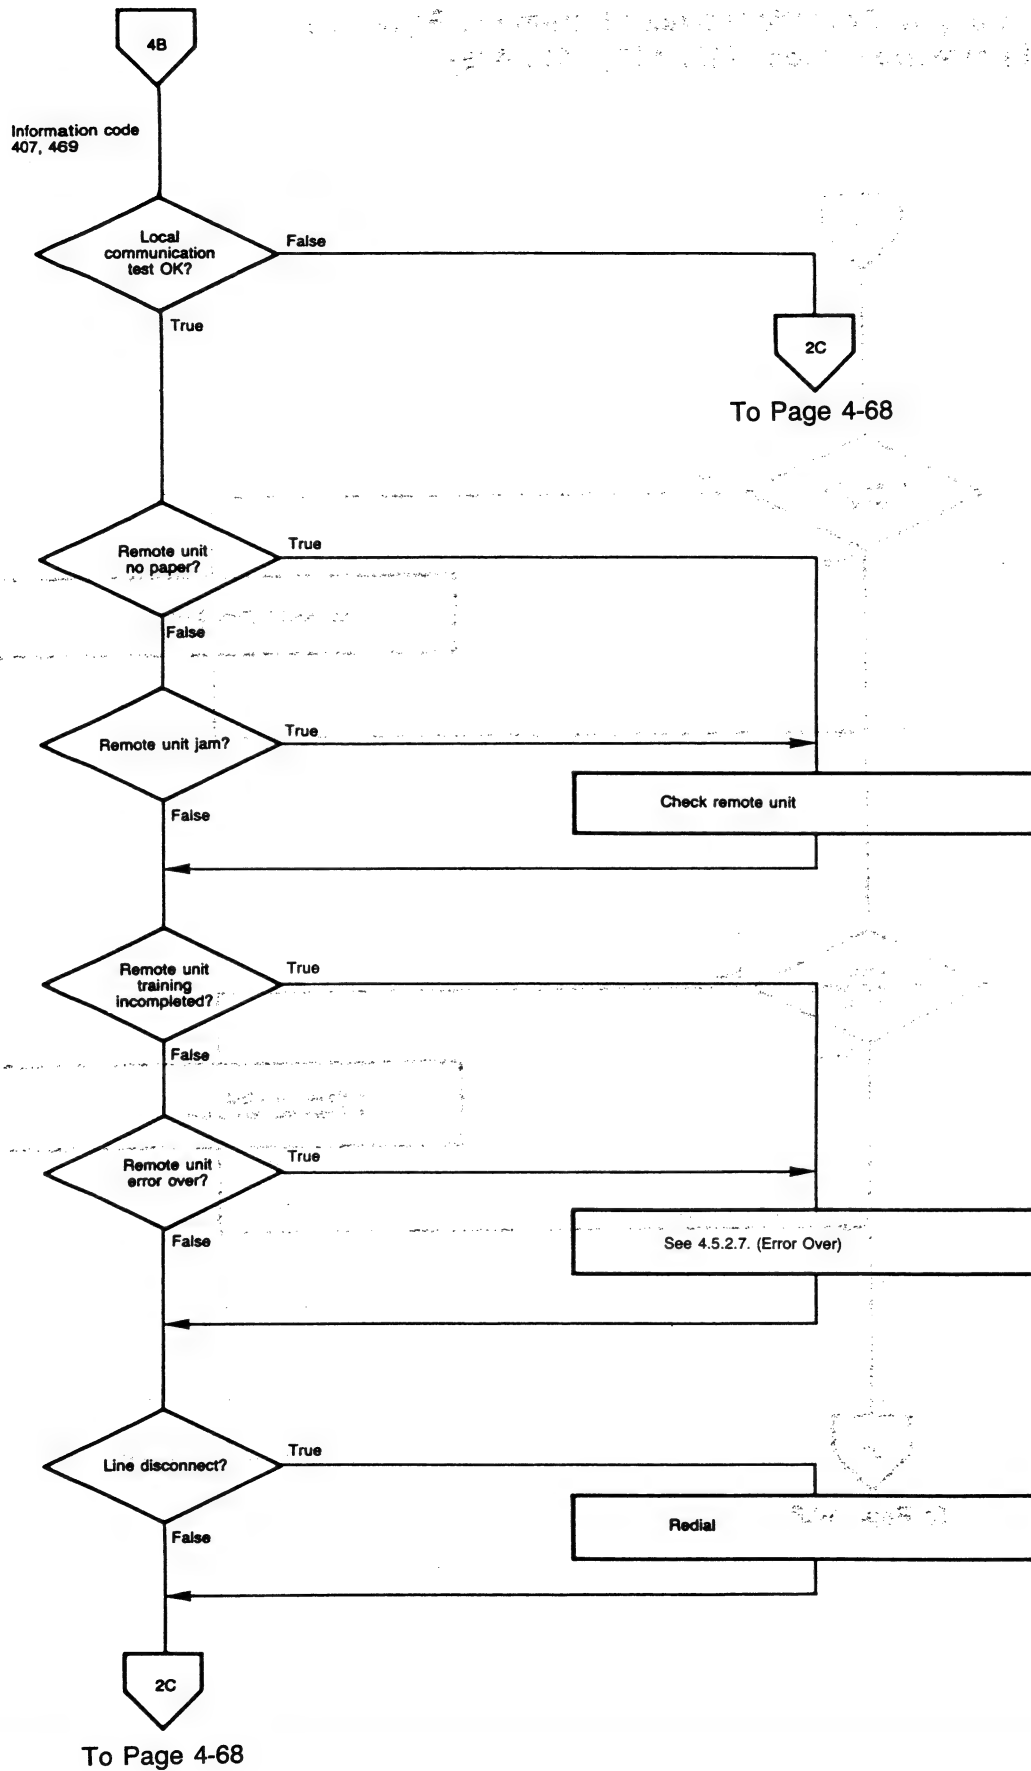 4B
Information code
407, 469
Local
communication
test OK?
False
True
2C
To Page 4-68
Remote unit
no paper?
True
False
Remote unit jam?
True
False
Check remote unit
Remote unit
training
incompleted?
True
False
Remote unit
error over?
True
False
See 4.5.2.7. (Error Over)
Line disconnect?
True
False
Redial
2C
To Page 4-68